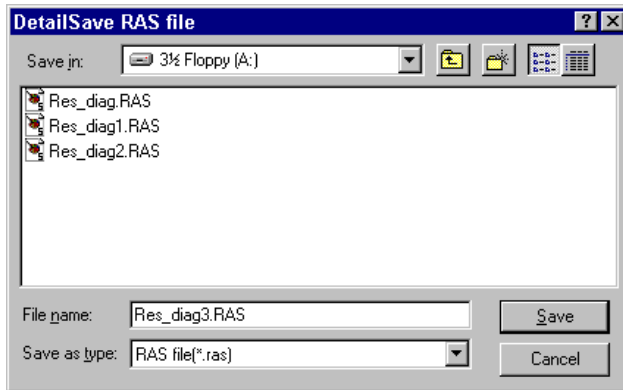 DetailSave RAS file
Save in: 3½ Floppy (A:)
Res_diag.RAS
Res_diag1.RAS
Res_diag2.RAS
File name: Res_diag3.RAS Save
Save as type: RAS file(*.ras) Cancel